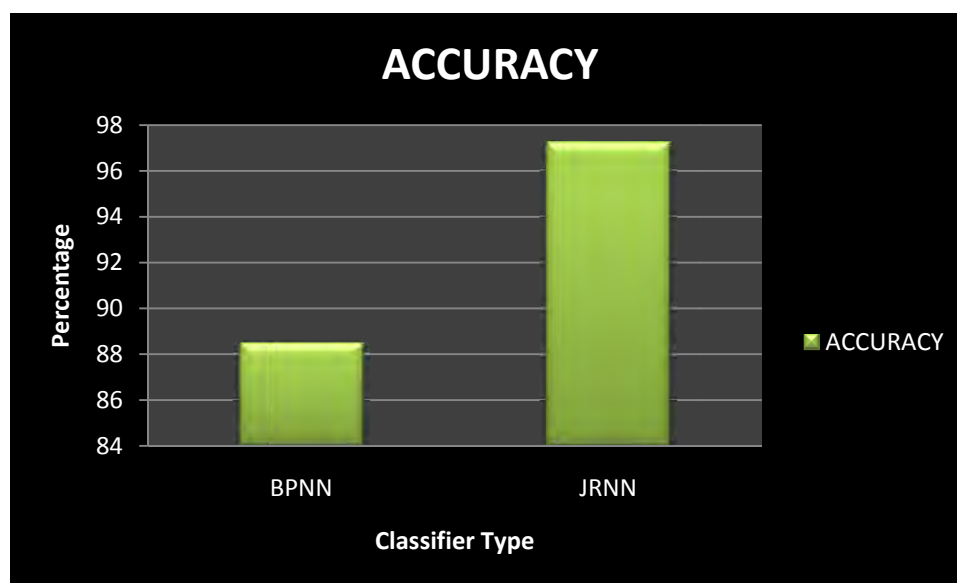 ACCURACY
98
96
94
92
90
88
86
84
Percentage
BPNN JRNN
Classifier Type
ACCURACY